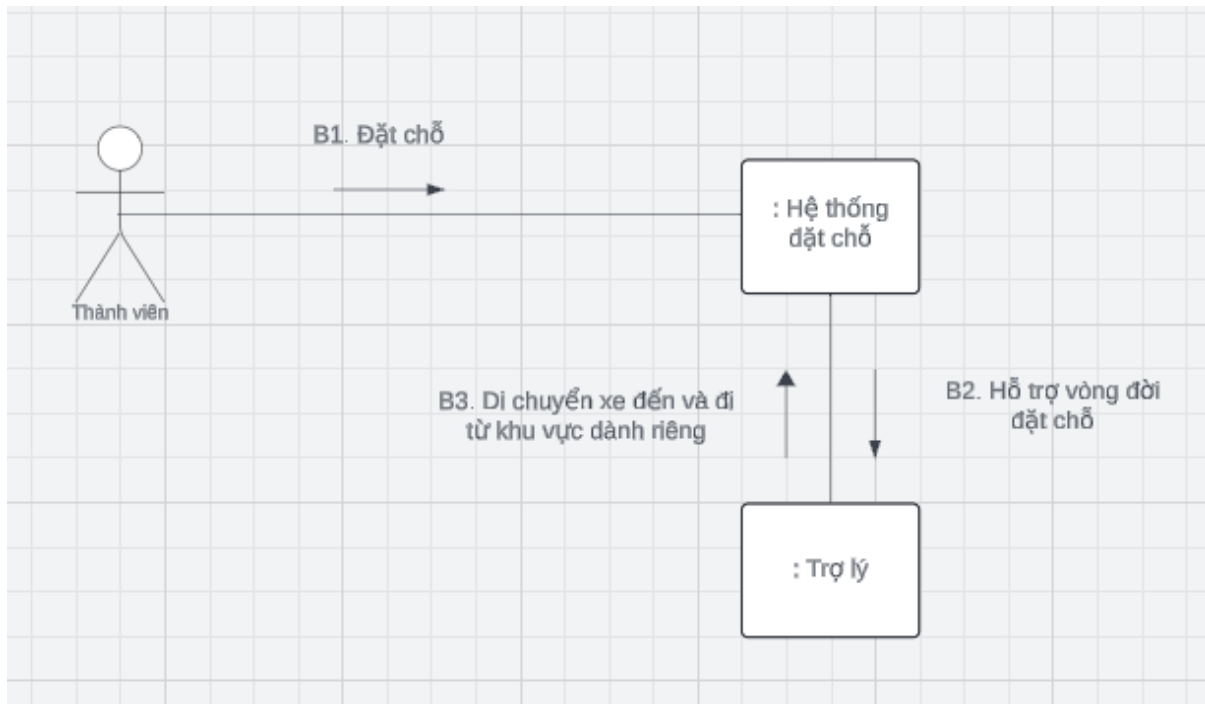 B1. Đặt chỗ
: Hệ thống
đặt chỗ
Thành viên
B3. Di chuyển xe đến và đi
từ khu vực dành riêng
B2. Hỗ trợ vòng đời
đặt chỗ
: Trợ lý